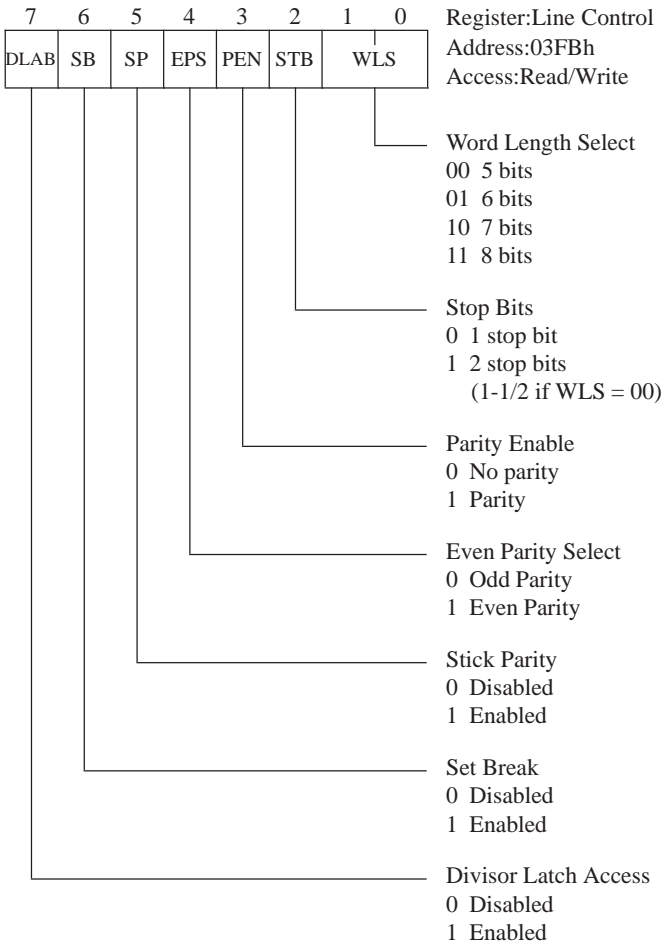 7 6 5 4 3 2 1 0
DLAB SB SP EPS PEN STB WLS
Register:Line Control
Address:03FBh
Access:Read/Write
Word Length Select
00 5 bits
01 6 bits
10 7 bits
11 8 bits
Stop Bits
0 1 stop bit
1 2 stop bits
(1-1/2 if WLS = 00)
Parity Enable
0 No parity
1 Parity
Even Parity Select
0 Odd Parity
1 Even Parity
Stick Parity
0 Disabled
1 Enabled
Set Break
0 Disabled
1 Enabled
Divisor Latch Access
0 Disabled
1 Enabled